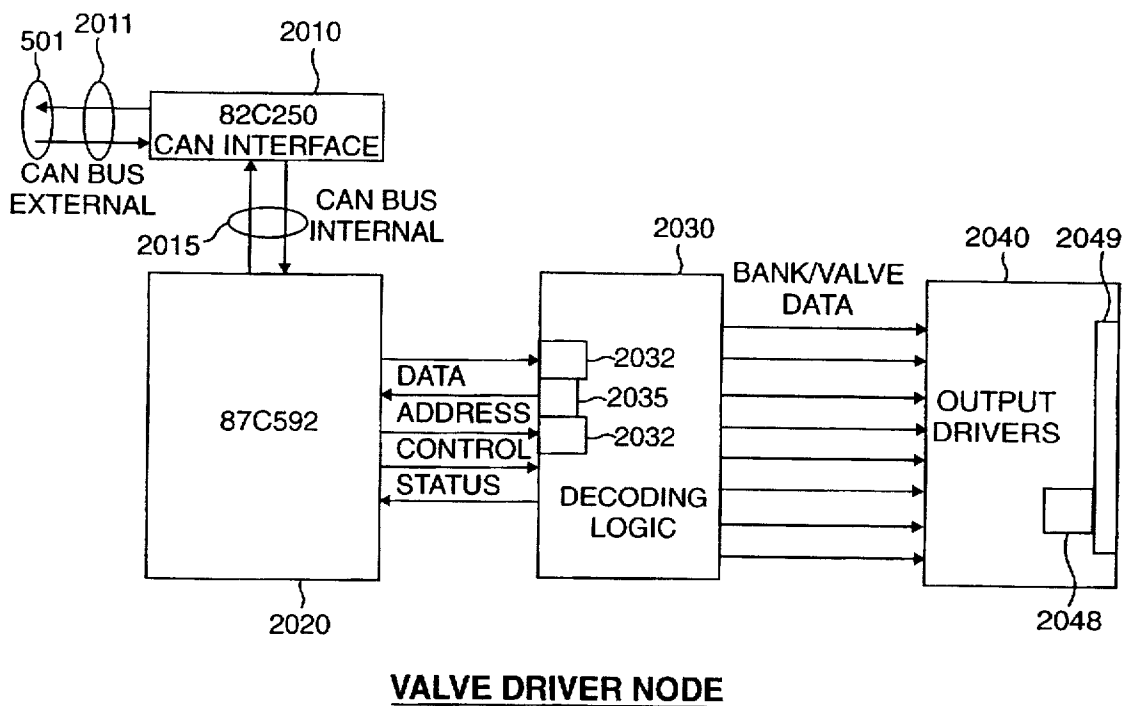 501
2011
2010
82C250
CAN INTERFACE
CAN BUS
EXTERNAL
CAN BUS
INTERNAL
2015
2030
2040
2049
BANK/VALVE
DATA
87C592
DATA
ADDRESS
CONTROL
STATUS
2032
2035
2032
DECODING
LOGIC
OUTPUT
DRIVERS
2020
2048
VALVE DRIVER NODE